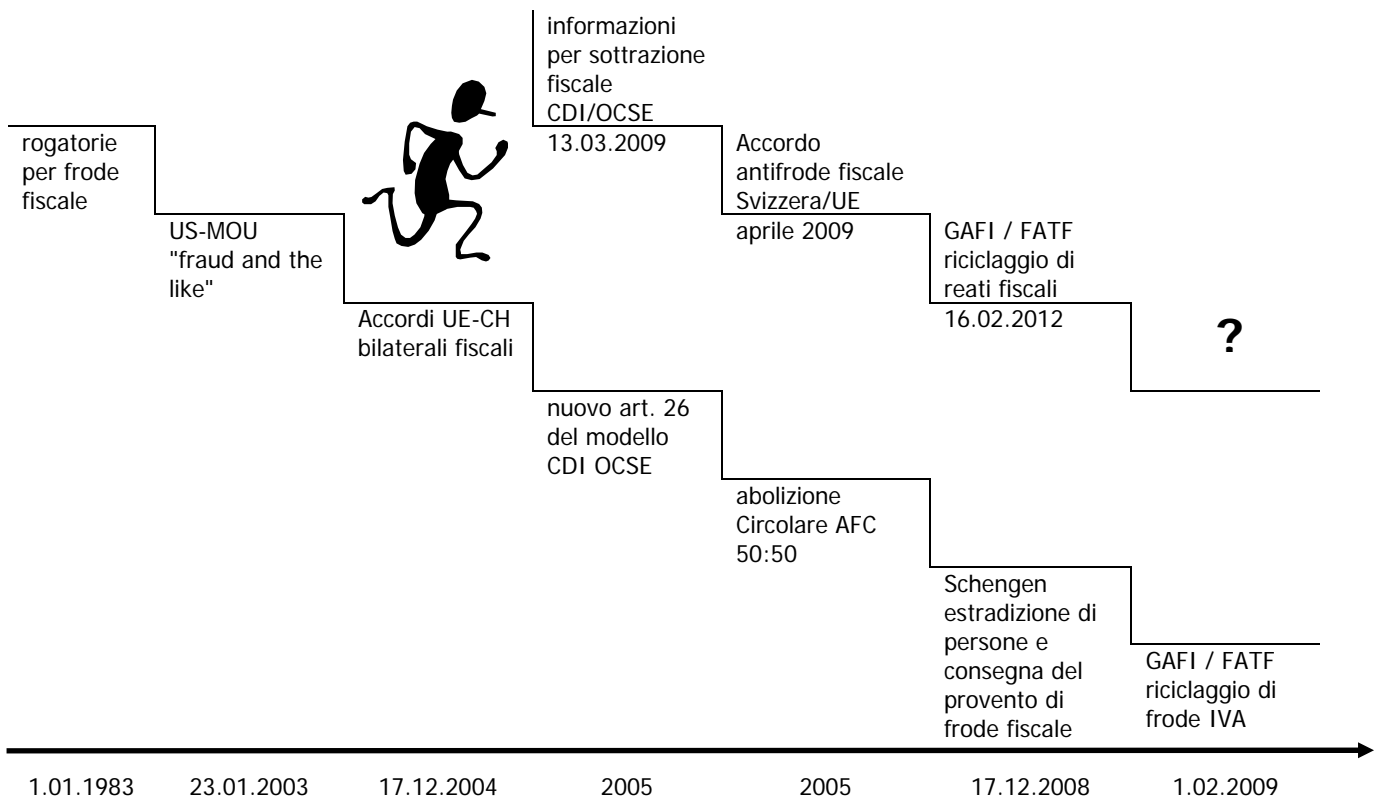 rogatorie
per frode
fiscale
US-MOU
"fraud and the
like"
Accordi UE-CH
bilaterali fiscali
nuovo art. 26
del modello
CDI OCSE
abolizione
Circolare AFC
50:50
Schengen
estradizione di
persone e
consegna del
provento di
frode fiscale
GAFI / FATF
riciclaggio di
frode IVA
informazioni
per sottrazione
fiscale
CDI/OCSE
13.03.2009
Accordo
antifrode fiscale
Svizzera/UE
aprile 2009
GAFI / FATF
riciclaggio di
reati fiscali
16.02.2012
?
1.01.1983 23.01.2003 17.12.2004 2005 2005 17.12.2008 1.02.2009